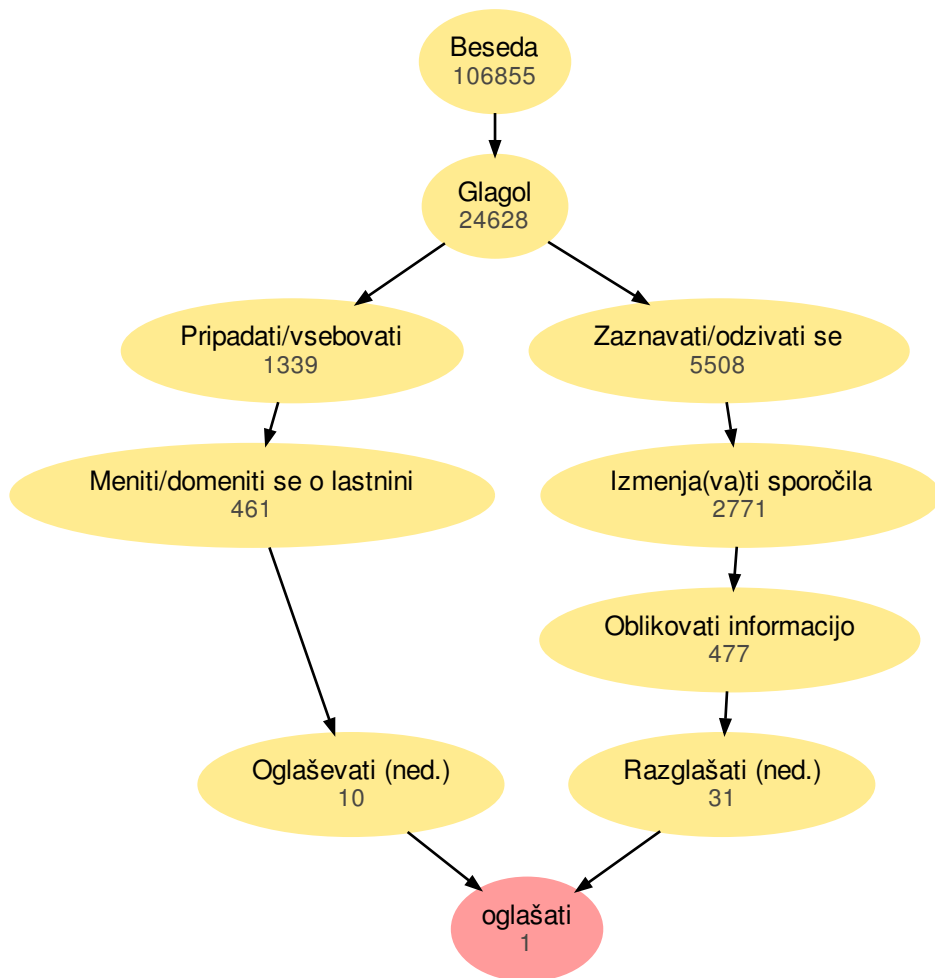 Beseda
106855
Glagol
24628
Pripadati/vsebovati
1339
Zaznavati/odzivati se
5508
Meniti/domeniti se o lastnini
461
Izmenja(va)ti sporočila
2771
Oblikovati informacijo
477
Oglaševati (ned.)
10
Razglašati (ned.)
31
oglašati
1